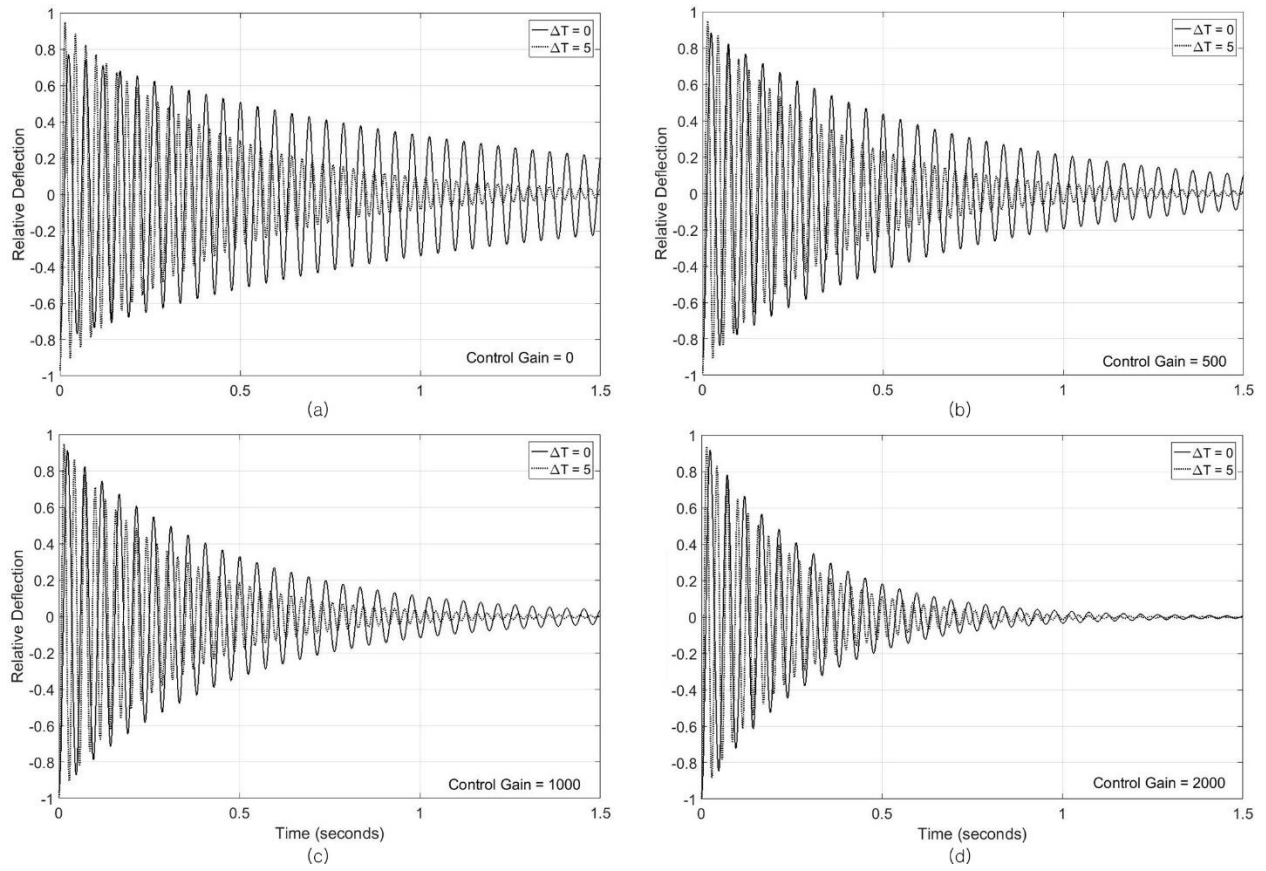 1
0.8
0.6
0.4
0.2
0
-0.2
-0.4
-0.6
-0.8
-1
Relative Deflection
ΔT = 0
ΔT = 5
Control Gain = 0
0
0.5
1
1.5
(a)
1
0.8
0.6
0.4
0.2
0
-0.2
-0.4
-0.6
-0.8
-1
Relative Deflection
ΔT = 0
ΔT = 5
Control Gain = 500
0
0.5
1
1.5
(b)
1
0.8
0.6
0.4
0.2
0
-0.2
-0.4
-0.6
-0.8
-1
Relative Deflection
ΔT = 0
ΔT = 5
Control Gain = 1000
0
0.5
1
1.5
Time (seconds)
(c)
1
0.8
0.6
0.4
0.2
0
-0.2
-0.4
-0.6
-0.8
-1
Relative Deflection
ΔT = 0
ΔT = 5
Control Gain = 2000
0
0.5
1
1.5
Time (seconds)
(d)